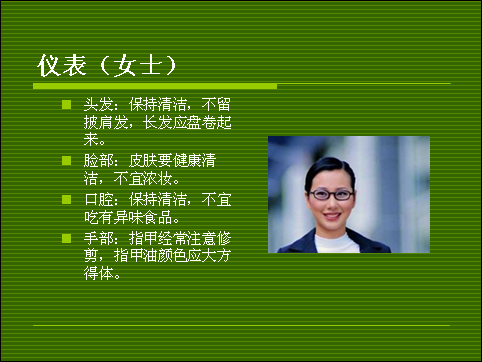 仪表（女士）
头发：保持清洁，不留
披肩发，长发应盘卷起
来。
脸部：皮肤要健康清
洁，不宜浓妆。
口腔：保持清洁，不宜
吃有异味食品。
手部：指甲经常注意修
剪，指甲油颜色应大方
得体。